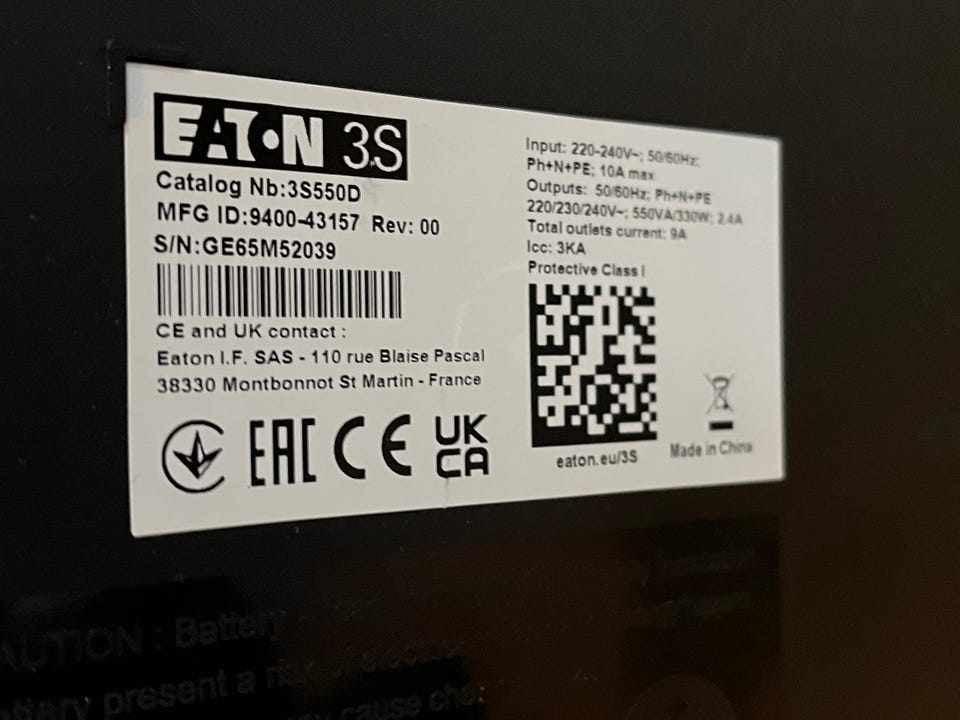 EATON 3S
Catalog Nb:3S550D
MFG ID:9400-43157 Rev: 00
S/N:GE65M52039
CE and UK contact :
Eaton I.F. SAS - 110 rue Blaise Pascal
38330 Montbonnot St Martin - France
EAC CE UK
CA
Input: 220-240V~; 50/60Hz;
Ph+N+PE; 10A max
Outputs: 50/60Hz; Ph+N+PE
220/230/240V~; 550VA/330W; 2.4A
Total outlets current: 9A
Icc: 3KA
Protective Class I
eaton.eu/3S
Made in China
CAUTION : Battery
present a
cause